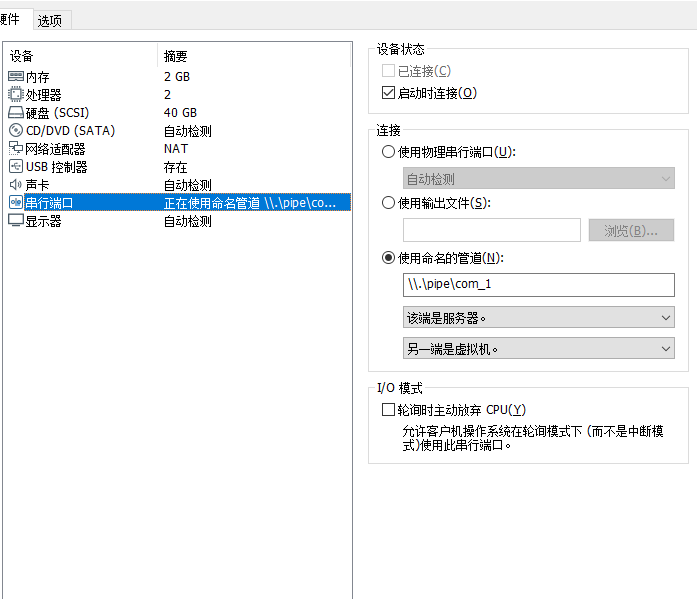 硬件 选项
设备 摘要
内存 2 GB
处理器 2
硬盘 (SCSI) 40 GB
CD/DVD (SATA) 自动检测
网络适配器 NAT
USB 控制器 存在
声卡 自动检测
串行端口 正在使用命名管道 \\.\pipe\co...
显示器 自动检测
设备状态
已连接(C)
启动时连接(O)
连接
使用物理串行端口(U):
自动检测
使用输出文件(S):
浏览(B)...
使用命名的管道(N):
\\.\pipe\com_1
该端是服务器。
另一端是虚拟机。
I/O 模式
轮询时主动放弃 CPU(Y)
允许客户机操作系统在轮询模式下 (而不是中断模
式)使用此串行端口。